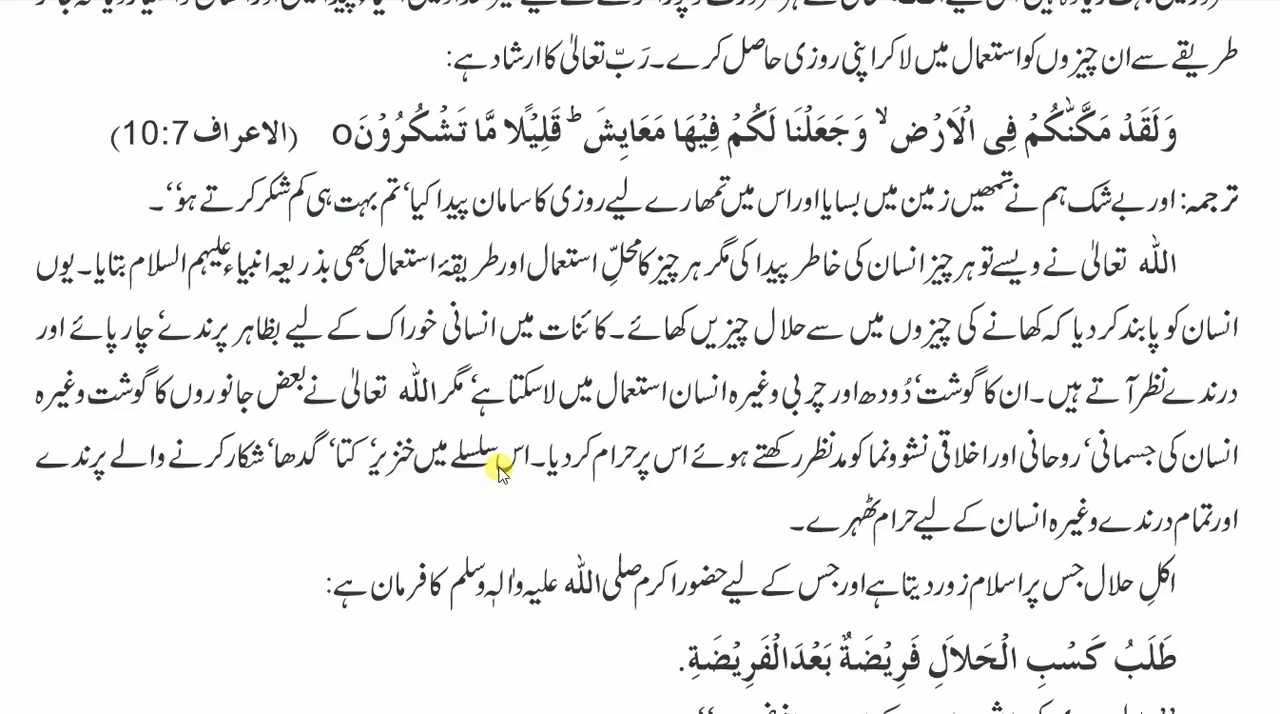 طریقے سے ان چیزوں کو استعمال میں لا کر اپنی روزی حاصل کرے۔ رَبّ تعالیٰ کا ارشاد ہے:
وَلَقَدْ مَكَّنّٰكُمْ فِی الْاَرْضِ ۙ وَجَعَلْنَا لَكُمْ فِيْهَا مَعَايِشَ ؕ قَلِيْلًا مَّا تَشْكُرُوْنَo (الاعراف 10:7)
ترجمہ: اور بے شک ہم نے تمھیں زمین میں بسایا اور اس میں تمھارے لیے روزی کا سامان پیدا کیا‘ تم بہت ہی کم شکر کرتے ہو‘‘۔
اللہ تعالیٰ نے ویسے تو ہر چیز انسان کی خاطر پیدا کی مگر ہر چیز کا محلِّ استعمال اور طریقۂ استعمال بھی بذریعہ انبیاء علیہم السلام بتایا۔ یوں
انسان کو پابند کر دیا کہ کھانے کی چیزوں میں سے حلال چیزیں کھائے۔ کائنات میں انسانی خوراک کے لیے بظاہر پرندے‘ چار پائے اور
درندے نظر آتے ہیں۔ ان کا گوشت‘ دُودھ اور چربی وغیرہ انسان استعمال میں لا سکتا ہے‘ مگر اللہ تعالیٰ نے بعض جانوروں کا گوشت وغیرہ
انسان کی جسمانی‘ روحانی اور اخلاقی نشوونما کو مدنظر رکھتے ہوئے اس پر حرام کر دیا۔ اس سلسلے میں خنزیر‘ کتا‘ گدھا‘ شکار کرنے والے پرندے
اور تمام درندے وغیرہ انسان کے لیے حرام ٹھہرے۔
اکلِ حلال جس پر اسلام زور دیتا ہے اور جس کے لیے حضور اکرم صلی اللہ علیہ واٰلہٖ وسلم کا فرمان ہے:
طَلَبُ كَسْبِ الْحَلَالِ فَرِيْضَةٌ بَعْدَالْفَرِيْضَةِ.